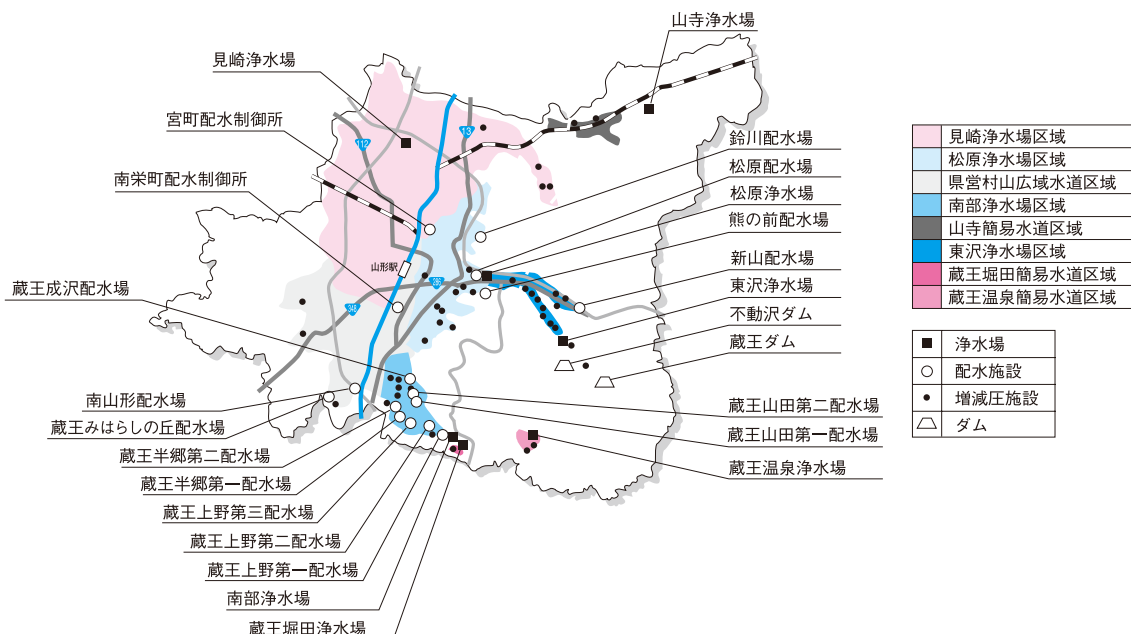 山寺浄水場
見崎浄水場
宮町配水制御所
南栄町配水制御所
鈴川配水場
松原配水場
松原浄水場
熊の前配水場
新山配水場
東沢浄水場
不動沢ダム
蔵王ダム
蔵王成沢配水場
112
13
山形駅
南山形配水場
蔵王みはらしの丘配水場
蔵王半郷第二配水場
蔵王半郷第一配水場
蔵王上野第三配水場
蔵王上野第二配水場
蔵王上野第一配水場
南部浄水場
蔵王堀田浄水場
蔵王山田第二配水場
蔵王山田第一配水場
蔵王温泉浄水場
見崎浄水場区域
松原浄水場区域
県営村山広域水道区域
南部浄水場区域
山寺簡易水道区域
東沢浄水場区域
蔵王堀田簡易水道区域
蔵王温泉簡易水道区域
浄水場
配水施設
増減圧施設
ダム